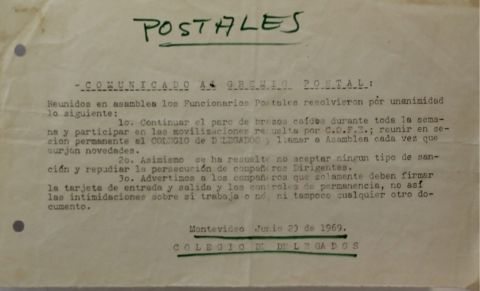 POSTALES
- COMUNICADO AL GREMIO POSTAL:
Reunidos en asamblea los Funcionarios Postales resolvieron por unanimidad
lo siguiente:
1o. Continuar el paro de brazos caídos durante toda la sema-
na y participar en las movilizaciones resuelta por C.O.F.E.; reunir en se-
sion permanente el COLEGIO de DELEGADOS y llamar a Asamblea cada vez que
surjan novedades.
2o. Asimismo se ha resuelto no aceptar ningun tipo de san-
ción y repudiar la persecución de compañeros Dirigentes.
3o. Advertimos a los compañeros que solamente deben firmar
la tarjeta de entrada y salida y los controles de permanencia, no así
las intimidaciones sobre si trabaja o no, ni tampoco cualquier otro do-
cumento.
Montevideo Junio 23 de 1969.
COLEGIO DE DELEGADOS